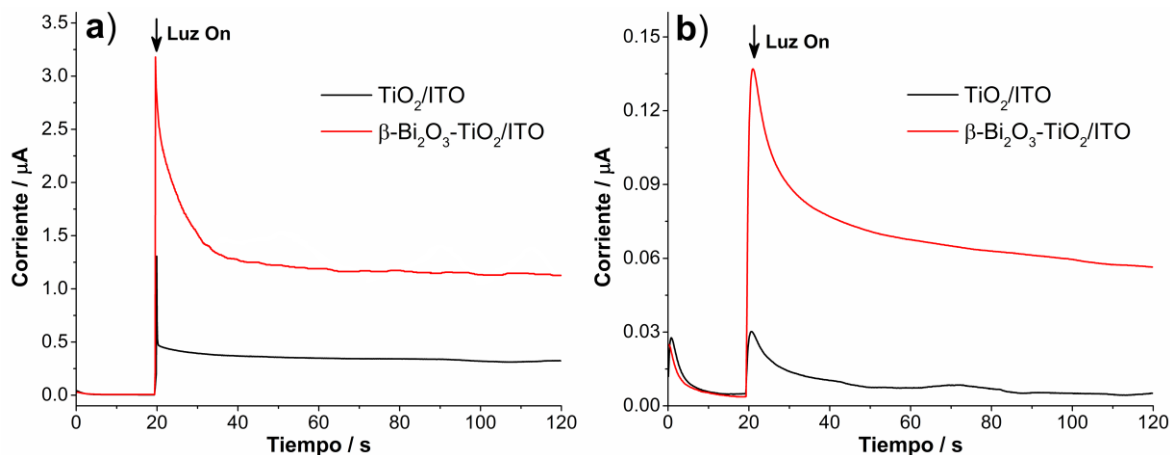 a)
Luz On
TiO₂/ITO
β-Bi₂O₃-TiO₂/ITO
Corriente / μA
3.5
3.0
2.5
2.0
1.5
1.0
0.5
0.0
0 20 40 60 80 100 120
Tiempo / s
b)
Luz On
TiO₂/ITO
β-Bi₂O₃-TiO₂/ITO
Corriente / μA
0.15
0.12
0.09
0.06
0.03
0.00
0 20 40 60 80 100 120
Tiempo / s